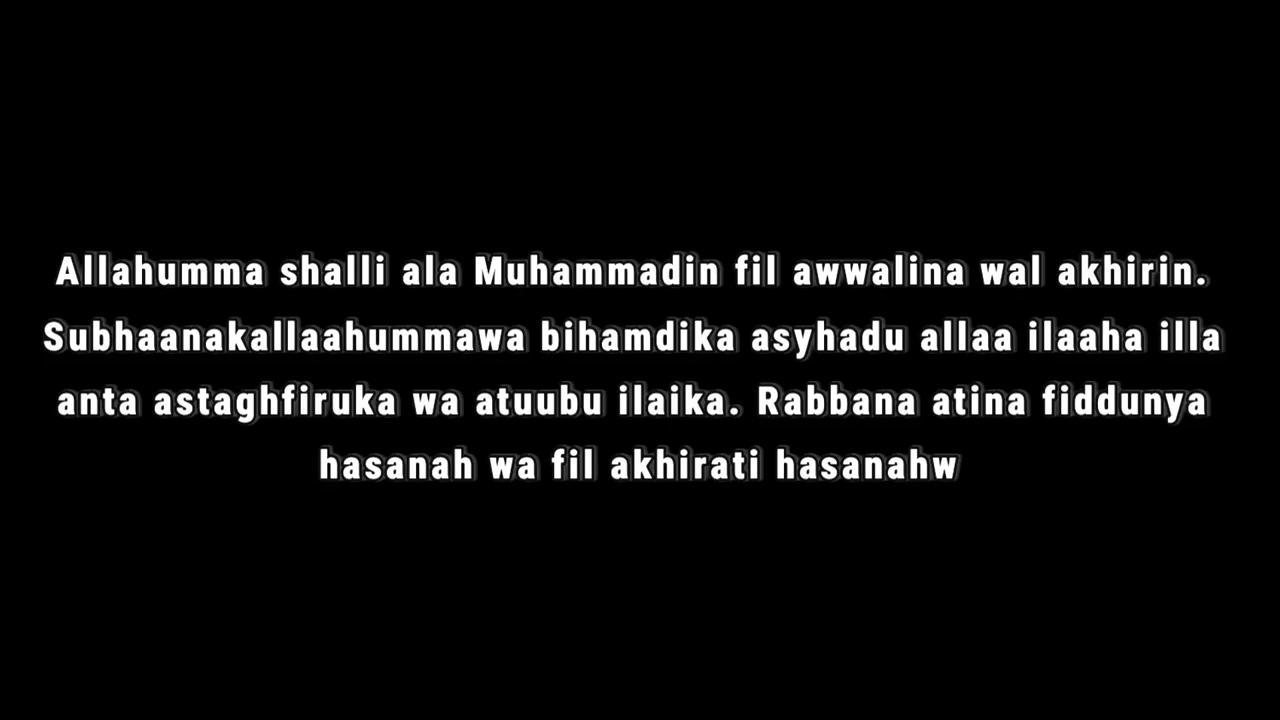 Allahumma shalli ala Muhammadin fil awwalina wal akhirin.
Subhaanakallaahummawa bihamdika asyhadu allaa ilaaha illa
anta astaghfiruka wa atuubu ilaika. Rabbana atina fiddunya
hasanah wa fil akhirati hasanahw